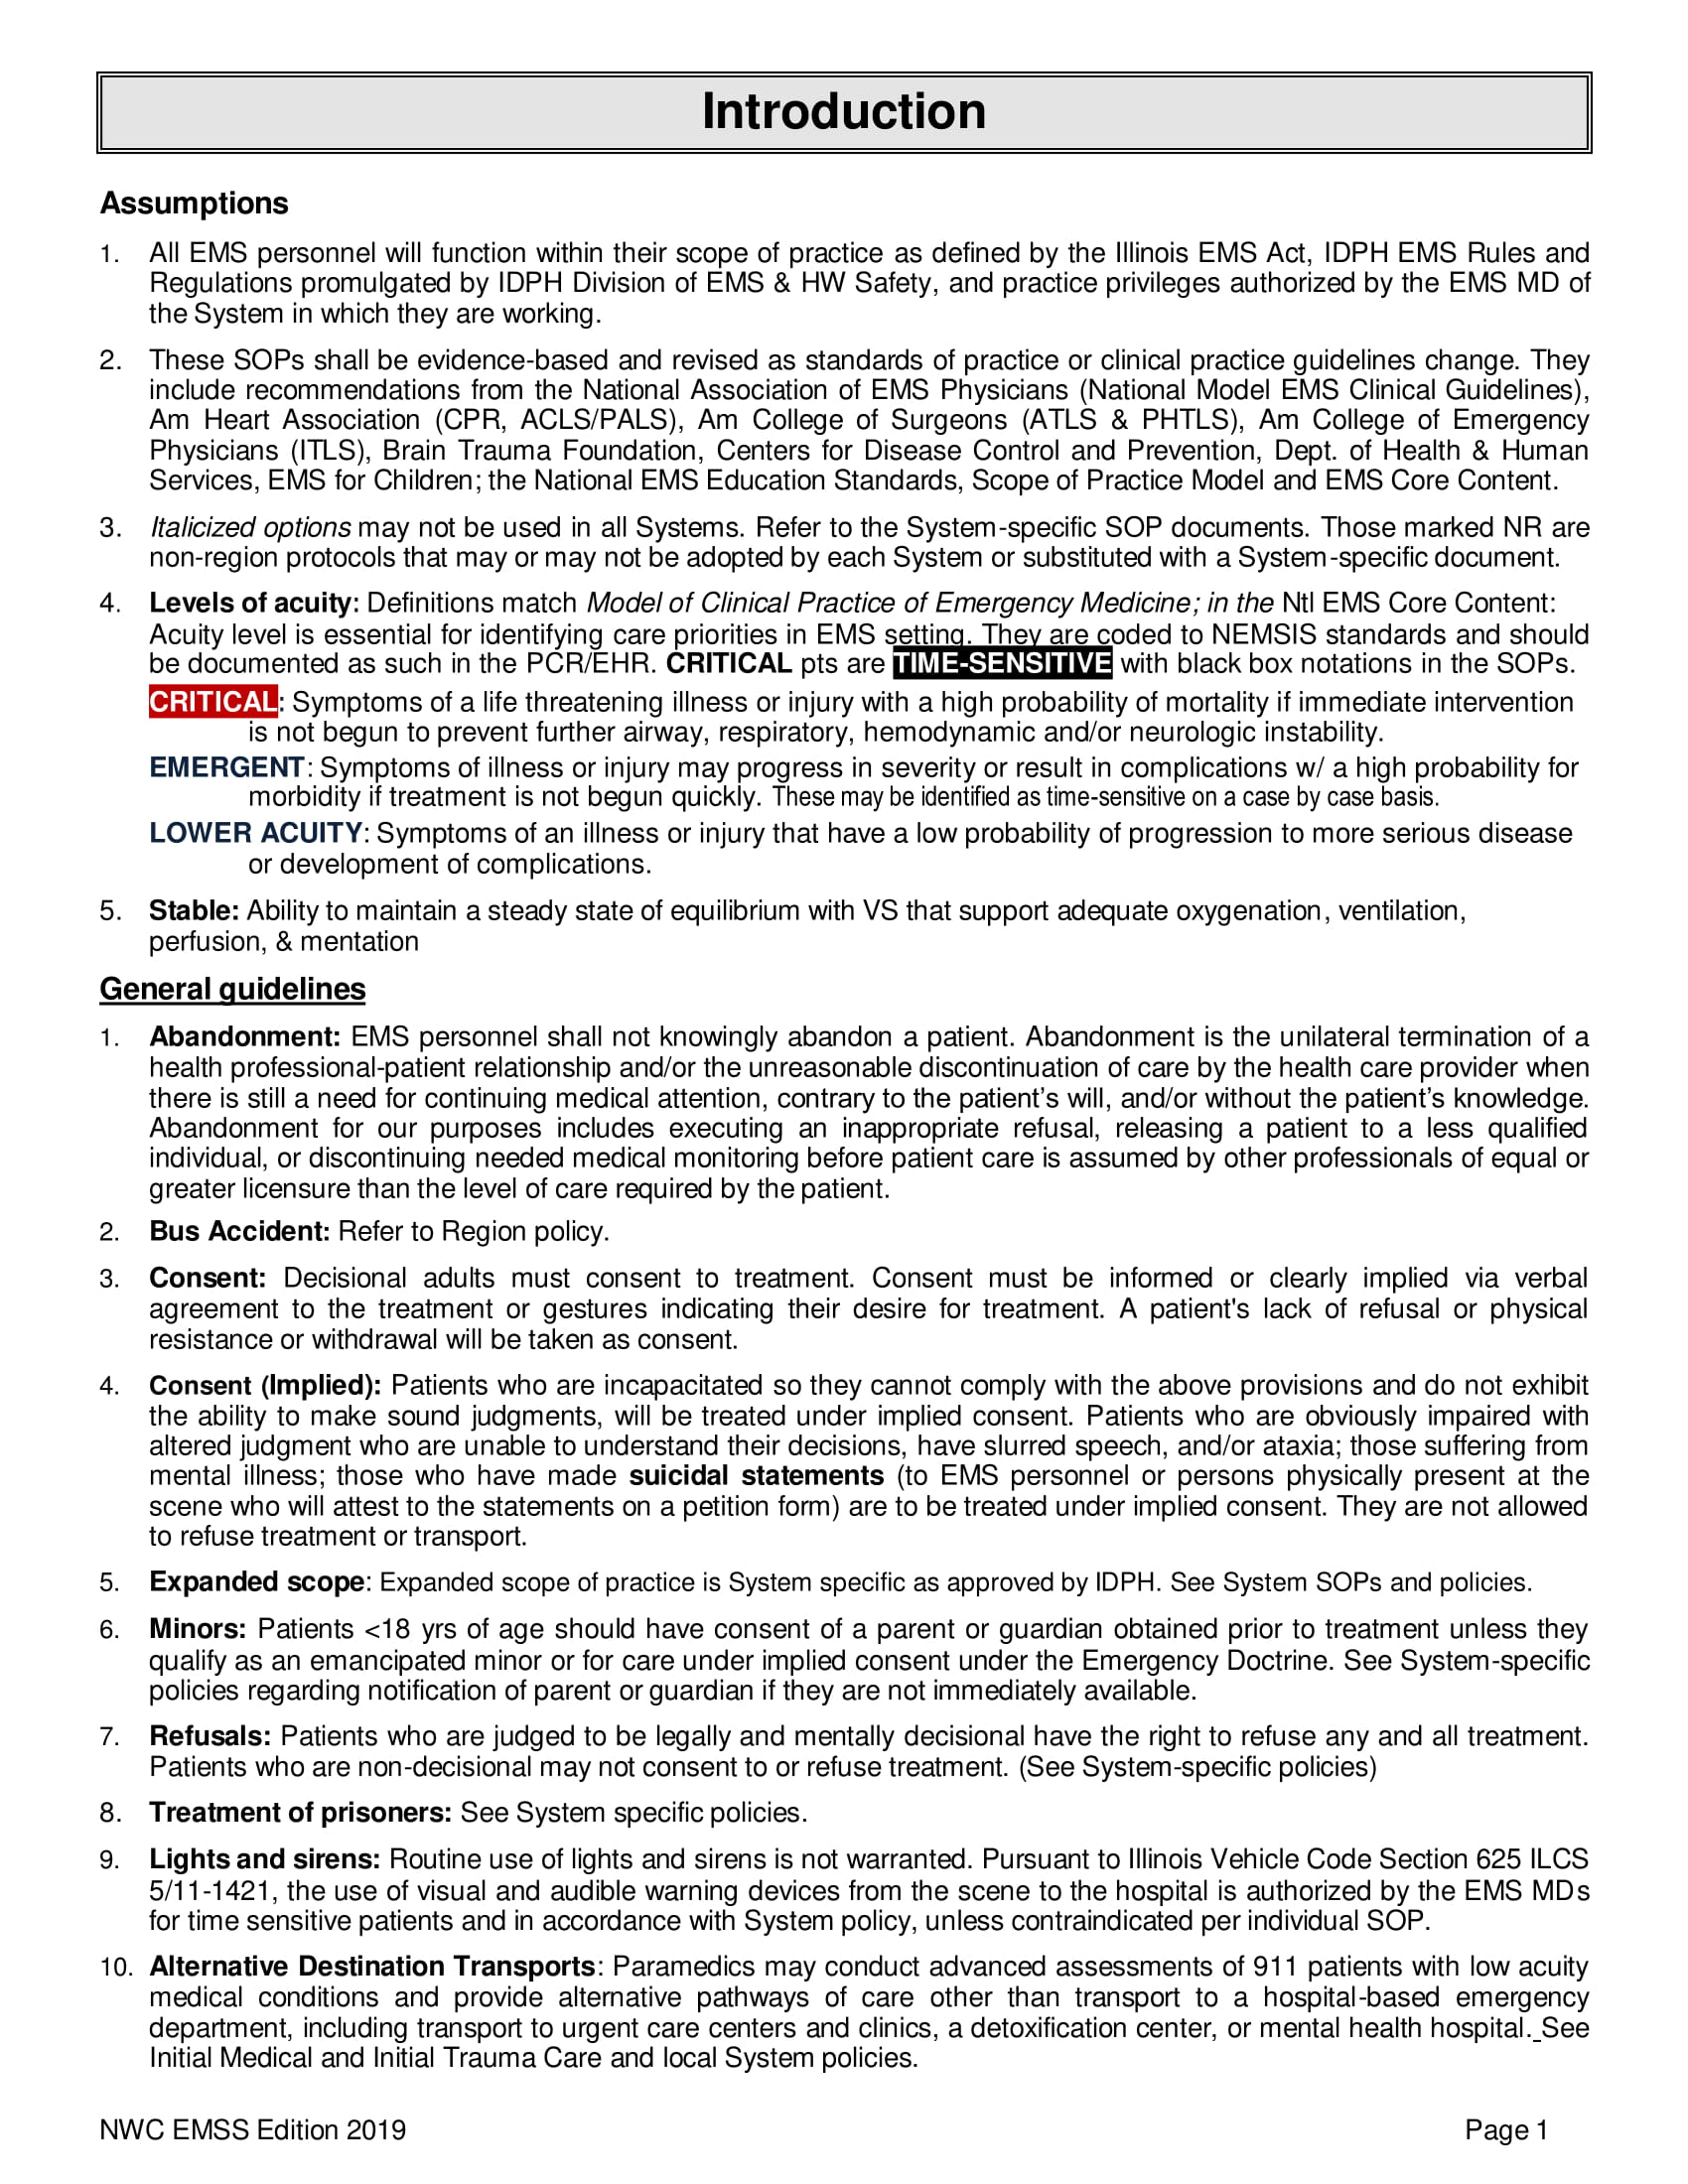 Introduction
Assumptions
1. All EMS personnel will function within their scope of practice as defined by the Illinois EMS Act, IDPH EMS Rules and
Regulations promulgated by IDPH Division of EMS & HW Safety, and practice privileges authorized by the EMS MD of
the System in which they are working.
2. These SOPs shall be evidence-based and revised as standards of practice or clinical practice guidelines change. They
include recommendations from the National Association of EMS Physicians (National Model EMS Clinical Guidelines),
Am Heart Association (CPR, ACLS/PALS), Am College of Surgeons (ATLS & PHTLS), Am College of Emergency
Physicians (ITLS), Brain Trauma Foundation, Centers for Disease Control and Prevention, Dept. of Health & Human
Services, EMS for Children; the National EMS Education Standards, Scope of Practice Model and EMS Core Content.
3. Italicized options may not be used in all Systems. Refer to the System-specific SOP documents. Those marked NR are
non-region protocols that may or may not be adopted by each System or substituted with a System-specific document.
4. Levels of acuity: Definitions match Model of Clinical Practice of Emergency Medicine; in the Ntl EMS Core Content:
Acuity level is essential for identifying care priorities in EMS setting. They are coded to NEMSIS standards and should
be documented as such in the PCR/EHR. CRITICAL pts are TIME-SENSITIVE with black box notations in the SOPs.
CRITICAL: Symptoms of a life threatening illness or injury with a high probability of mortality if immediate intervention
is not begun to prevent further airway, respiratory, hemodynamic and/or neurologic instability.
EMERGENT: Symptoms of illness or injury may progress in severity or result in complications w/ a high probability for
morbidity if treatment is not begun quickly. These may be identified as time-sensitive on a case by case basis.
LOWER ACUITY: Symptoms of an illness or injury that have a low probability of progression to more serious disease
or development of complications.
5. Stable: Ability to maintain a steady state of equilibrium with VS that support adequate oxygenation, ventilation,
perfusion, & mentation
General guidelines
1. Abandonment: EMS personnel shall not knowingly abandon a patient. Abandonment is the unilateral termination of a
health professional-patient relationship and/or the unreasonable discontinuation of care by the health care provider when
there is still a need for continuing medical attention, contrary to the patient’s will, and/or without the patient’s knowledge.
Abandonment for our purposes includes executing an inappropriate refusal, releasing a patient to a less qualified
individual, or discontinuing needed medical monitoring before patient care is assumed by other professionals of equal or
greater licensure than the level of care required by the patient.
2. Bus Accident: Refer to Region policy.
3. Consent: Decisional adults must consent to treatment. Consent must be informed or clearly implied via verbal
agreement to the treatment or gestures indicating their desire for treatment. A patient's lack of refusal or physical
resistance or withdrawal will be taken as consent.
4. Consent (Implied): Patients who are incapacitated so they cannot comply with the above provisions and do not exhibit
the ability to make sound judgments, will be treated under implied consent. Patients who are obviously impaired with
altered judgment who are unable to understand their decisions, have slurred speech, and/or ataxia; those suffering from
mental illness; those who have made suicidal statements (to EMS personnel or persons physically present at the
scene who will attest to the statements on a petition form) are to be treated under implied consent. They are not allowed
to refuse treatment or transport.
5. Expanded scope: Expanded scope of practice is System specific as approved by IDPH. See System SOPs and policies.
6. Minors: Patients <18 yrs of age should have consent of a parent or guardian obtained prior to treatment unless they
qualify as an emancipated minor or for care under implied consent under the Emergency Doctrine. See System-specific
policies regarding notification of parent or guardian if they are not immediately available.
7. Refusals: Patients who are judged to be legally and mentally decisional have the right to refuse any and all treatment.
Patients who are non-decisional may not consent to or refuse treatment. (See System-specific policies)
8. Treatment of prisoners: See System specific policies.
9. Lights and sirens: Routine use of lights and sirens is not warranted. Pursuant to Illinois Vehicle Code Section 625 ILCS
5/11-1421, the use of visual and audible warning devices from the scene to the hospital is authorized by the EMS MDs
for time sensitive patients and in accordance with System policy, unless contraindicated per individual SOP.
10. Alternative Destination Transports: Paramedics may conduct advanced assessments of 911 patients with low acuity
medical conditions and provide alternative pathways of care other than transport to a hospital-based emergency
department, including transport to urgent care centers and clinics, a detoxification center, or mental health hospital. See
Initial Medical and Initial Trauma Care and local System policies.
NWC EMSS Edition 2019 Page 1